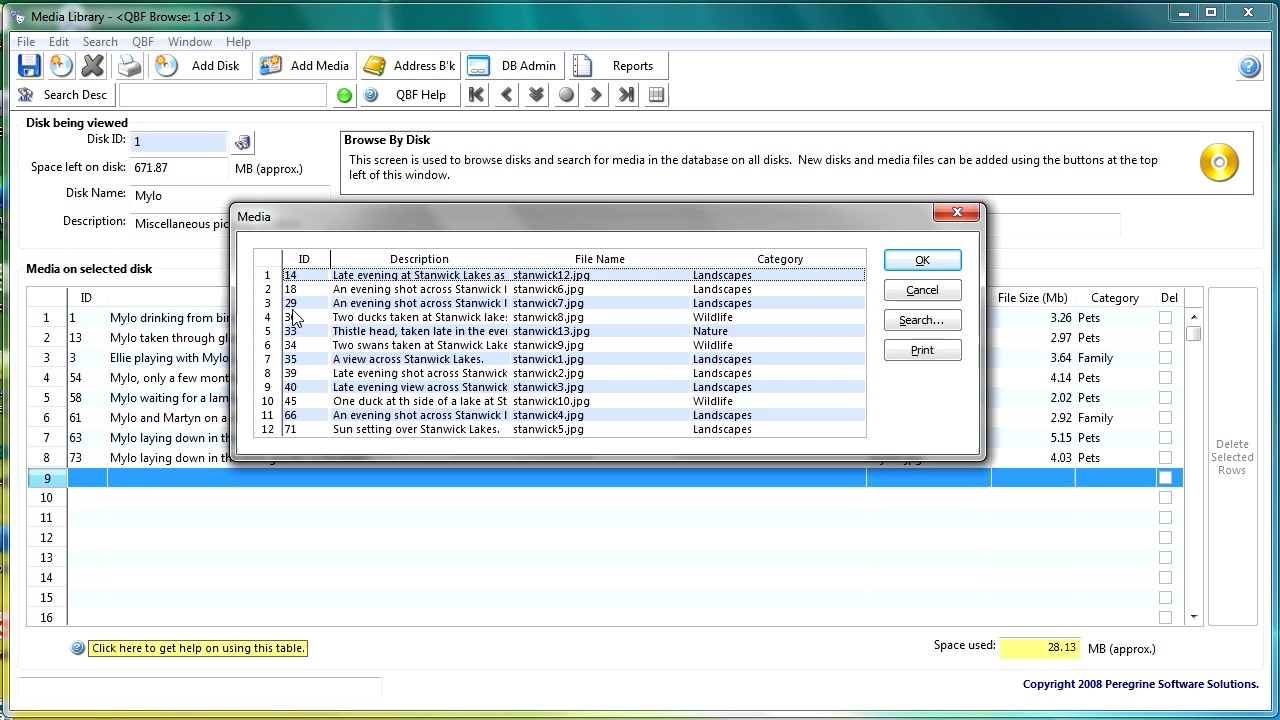 Media Library - <QBF Browse: 1 of 1>
File Edit Search QBF Window Help
Add Disk Add Media Address B'k DB Admin Reports
Search Desc QBF Help
Disk being viewed
Disk ID: 1
Space left on disk: 671.87 MB (approx.)
Disk Name: Mylo
Description: Miscellaneous pic
Browse By Disk
This screen is used to browse disks and search for media in the database on all disks. New disks and media files can be added using the buttons at the top
left of this window.
Media
ID Description File Name Category
1 14 Late evening at Stanwick Lakes as stanwick12.jpg Landscapes
2 18 An evening shot across Stanwick l stanwick6.jpg Landscapes
3 29 An evening shot across Stanwick l stanwick7.jpg Landscapes
4 Two ducks taken at Stanwick lake: stanwick8.jpg Wildlife
5 33 Thistle head, taken late in the eve stanwick13.jpg Nature
6 34 Two swans taken at Stanwick Lake stanwick9.jpg Wildlife
7 35 A view across Stanwick Lakes. stanwick1.jpg Landscapes
8 39 Late evening shot across Stanwick stanwick2.jpg Landscapes
9 40 Late evening view across Stanwick stanwick3.jpg Landscapes
10 45 One duck at th side of a lake at St stanwick10.jpg Wildlife
11 66 An evening shot across Stanwick l stanwick4.jpg Landscapes
12 71 Sun setting over Stanwick Lakes. stanwick5.jpg Landscapes
OK
Cancel
Search...
Print
Media on selected disk
ID File Size (Mb) Category Del
1 1 Mylo drinking from bir 3.26 Pets
2 13 Mylo taken through gl 2.97 Pets
3 3 Ellie playing with Mylo 3.64 Family
4 54 Mylo, only a few mont 4.14 Pets
5 58 Mylo waiting for a lam 2.02 Pets
6 61 Mylo and Martyn on a 2.92 Family
7 63 Mylo laying down in th 5.15 Pets
8 73 Mylo laying down in th 4.03 Pets
9
10
11
12
13
14
15
16
Delete
Selected
Rows
Click here to get help on using this table.
Space used: 28.13 MB (approx.)
Copyright 2008 Peregrine Software Solutions.